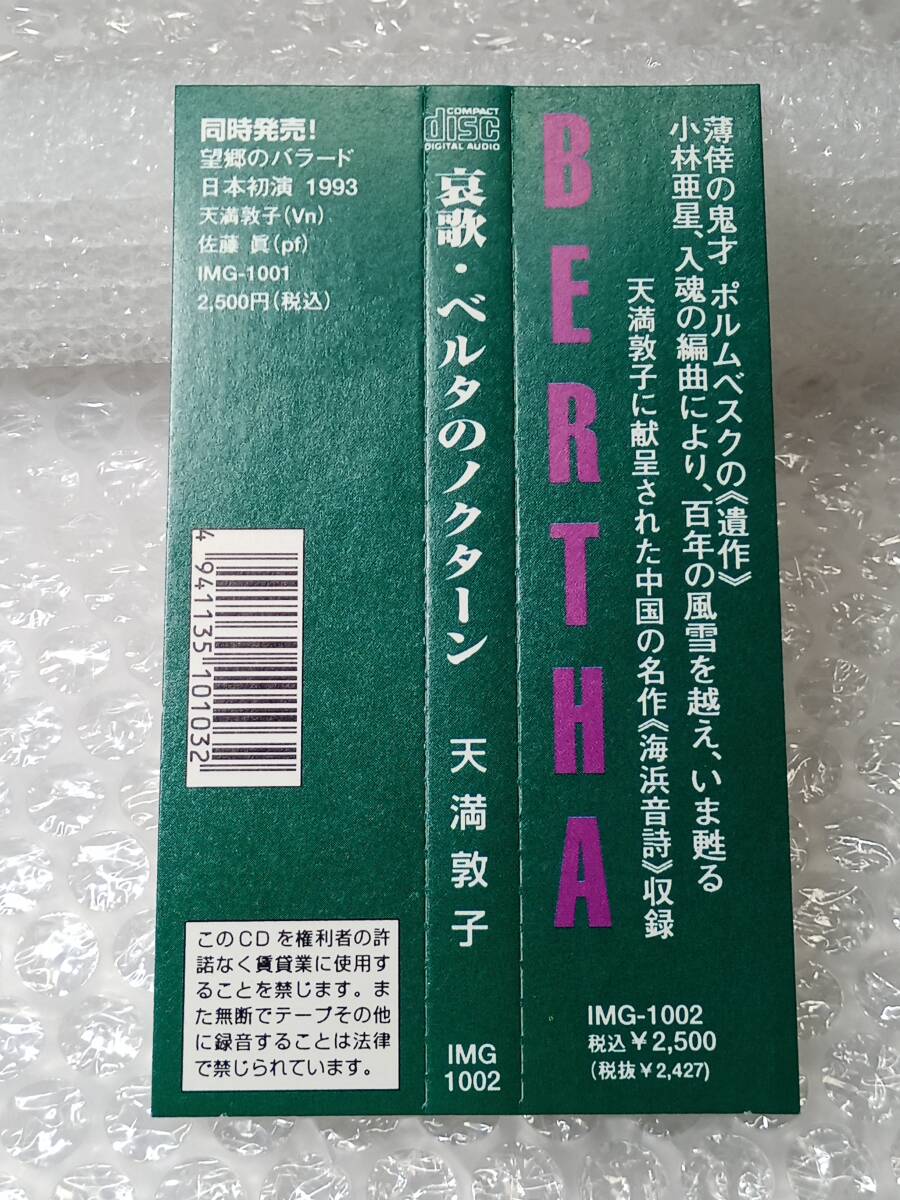 同時発売!
望郷のバラード
日本初演 1993
天満敦子(Vn)
佐藤 眞(pf)
IMG-1001
2,500円(税込)
4 941135 101032
このCDを権利者の許
諾なく賃貸業に使用す
ることを禁じます。ま
た無断でテープその他
に録音することは法律
で禁じられています。
COMPACT
disc
DIGITAL AUDIO
哀歌・ベルタのノクターン 天満敦子
IMG
1002
BERTHA
薄倖の鬼才 ポルムベスクの《遺作》
小林亜星、入魂の編曲により、百年の風雪を越え、いま甦る
天満敦子に献呈された中国の名作《海浜音詩》収録
IMG-1002
税込￥2,500
(税抜￥2,427)